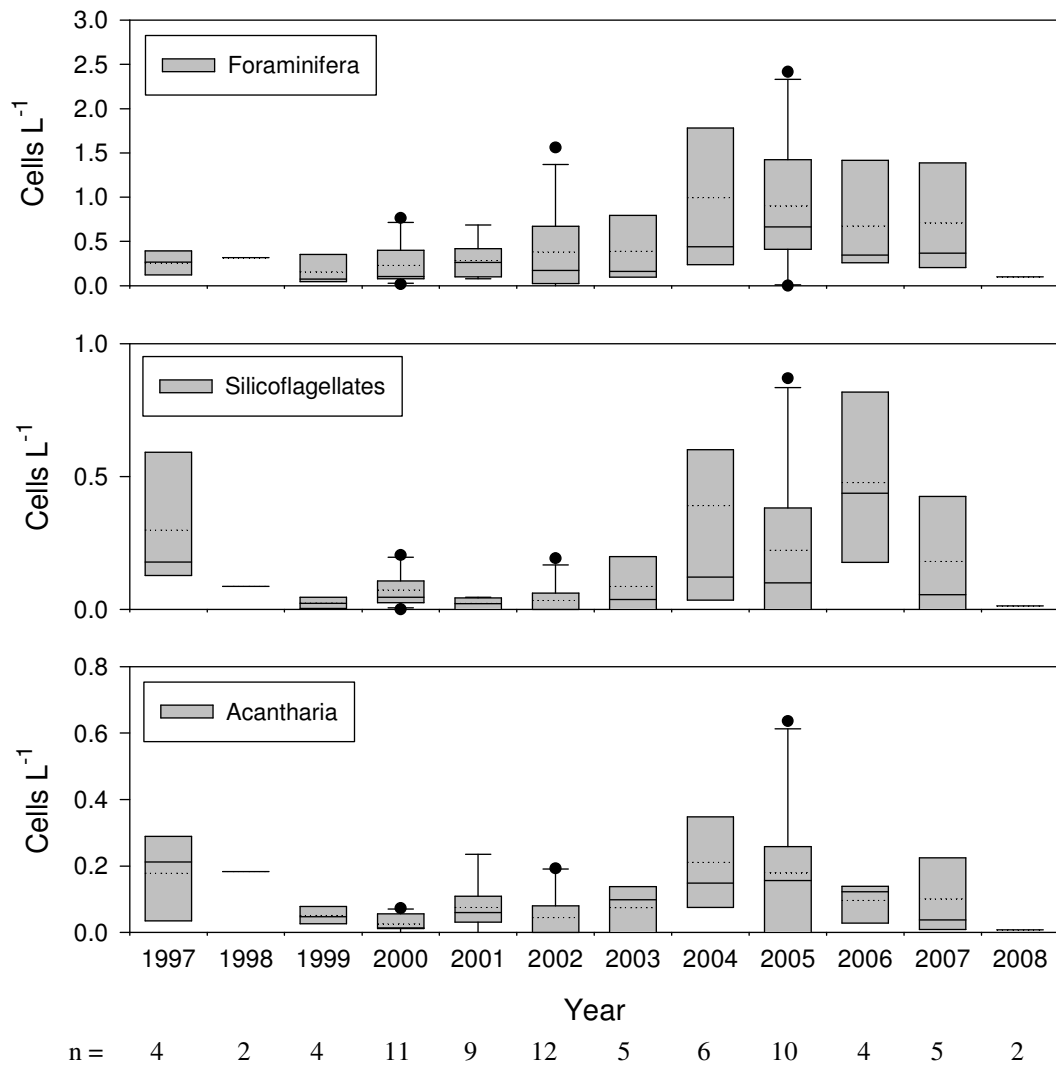 3.0
2.5
2.0
1.5
1.0
0.5
0.0
Cells L⁻¹
Foraminifera
1.0
0.5
0.0
Cells L⁻¹
Silicoflagellates
0.8
0.6
0.4
0.2
0.0
Cells L⁻¹
Acantharia
1997 1998 1999 2000 2001 2002 2003 2004 2005 2006 2007 2008
Year
n = 4 2 4 11 9 12 5 6 10 4 5 2